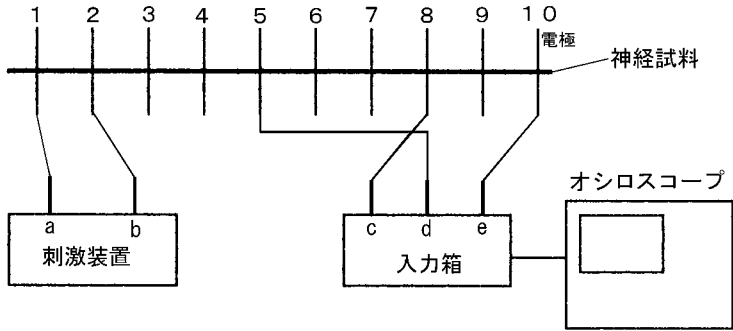 1 2 3 4 5 6 7 8 9 10
電極
神経試料
オシロスコープ
a b c d e
刺激装置 入力箱